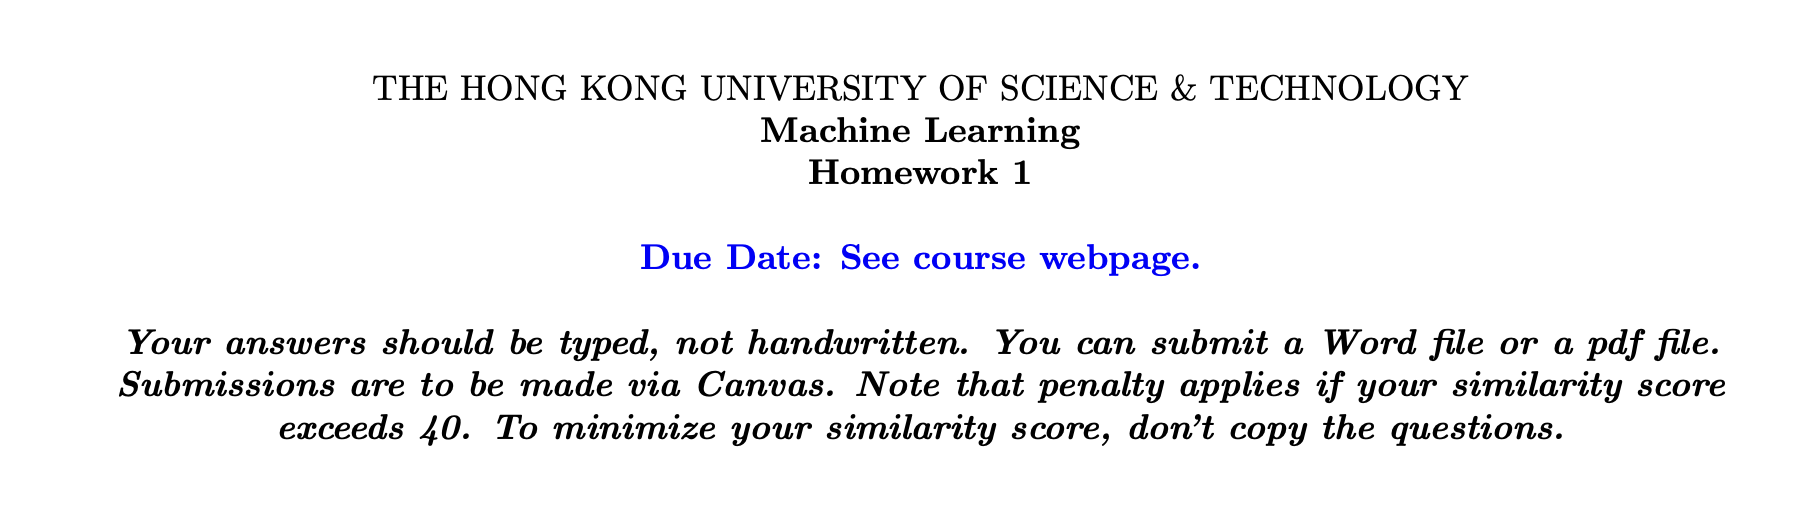 THE HONG KONG UNIVERSITY OF SCIENCE & TECHNOLOGY
Machine Learning
Homework 1
Due Date: See course webpage.
Your answers should be typed, not handwritten. You can submit a Word file or a pdf file.
Submissions are to be made via Canvas. Note that penalty applies if your similarity score
exceeds 40. To minimize your similarity score, don't copy the questions.